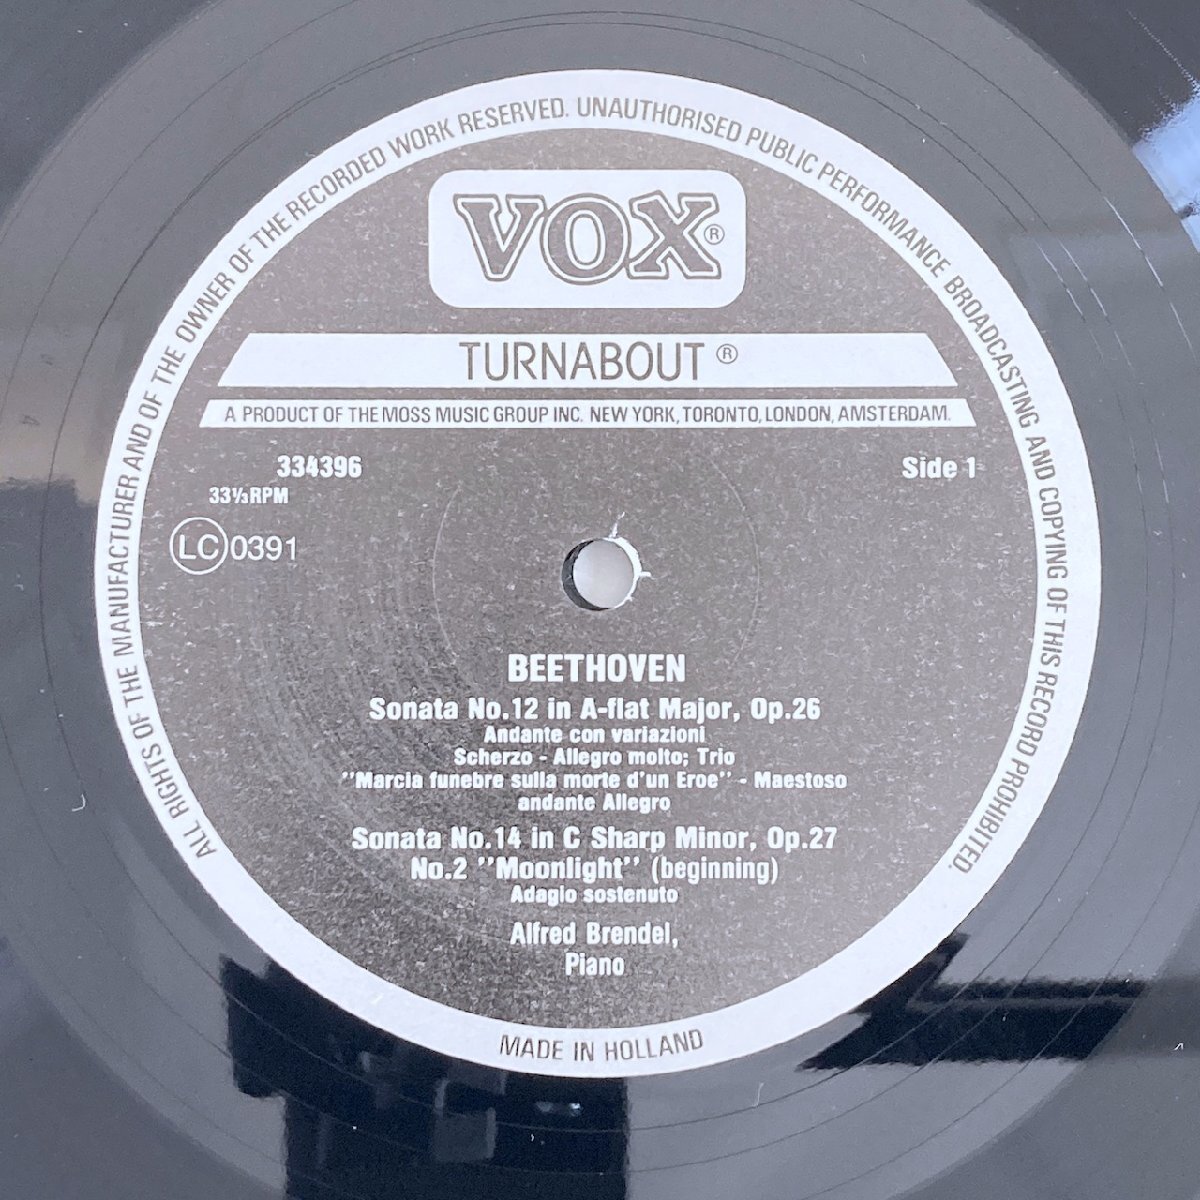 ALL RIGHTS OF THE MANUFACTURER AND OF THE OWNER OF THE RECORDED WORK RESERVED. UNAUTHORISED PUBLIC PERFORMANCE BROADCASTING AND COPYING OF THIS RECORD PROHIBITED.
VOX®
TURNABOUT®
A PRODUCT OF THE MOSS MUSIC GROUP INC. NEW YORK, TORONTO, LONDON, AMSTERDAM.
334396 Side 1
33⅓RPM
LC 0391
BEETHOVEN
Sonata No.12 in A-flat Major, Op.26
Andante con variazioni
Scherzo - Allegro molto; Trio
"Marcia funebre sulla morte d'un Eroe" - Maestoso
andante Allegro
Sonata No.14 in C Sharp Minor, Op.27
No.2 "Moonlight" (beginning)
Adagio sostenuto
Alfred Brendel,
Piano
MADE IN HOLLAND